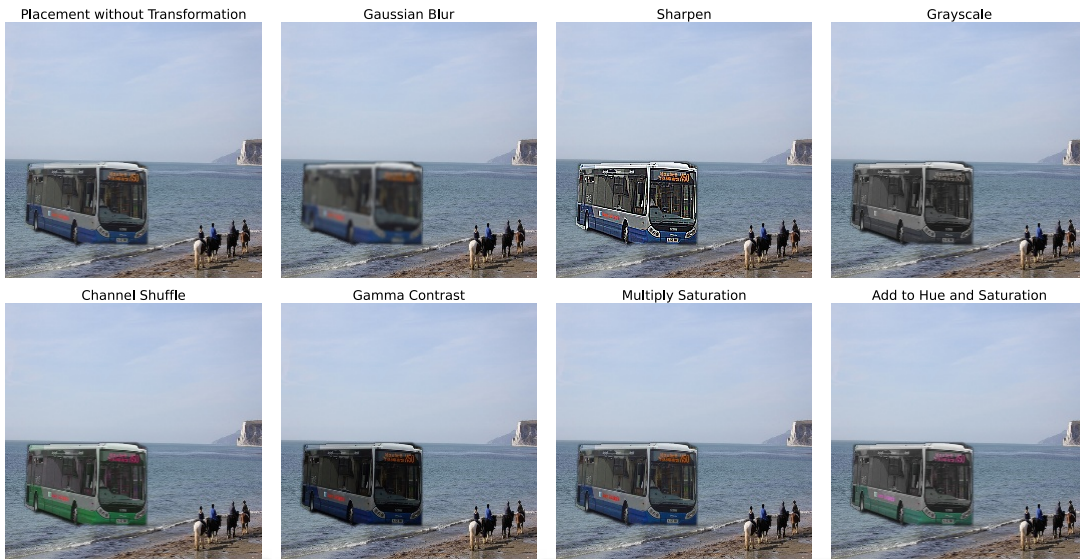 Placement without Transformation
Gaussian Blur
Sharpen
Grayscale
Channel Shuffle
Gamma Contrast
Multiply Saturation
Add to Hue and Saturation